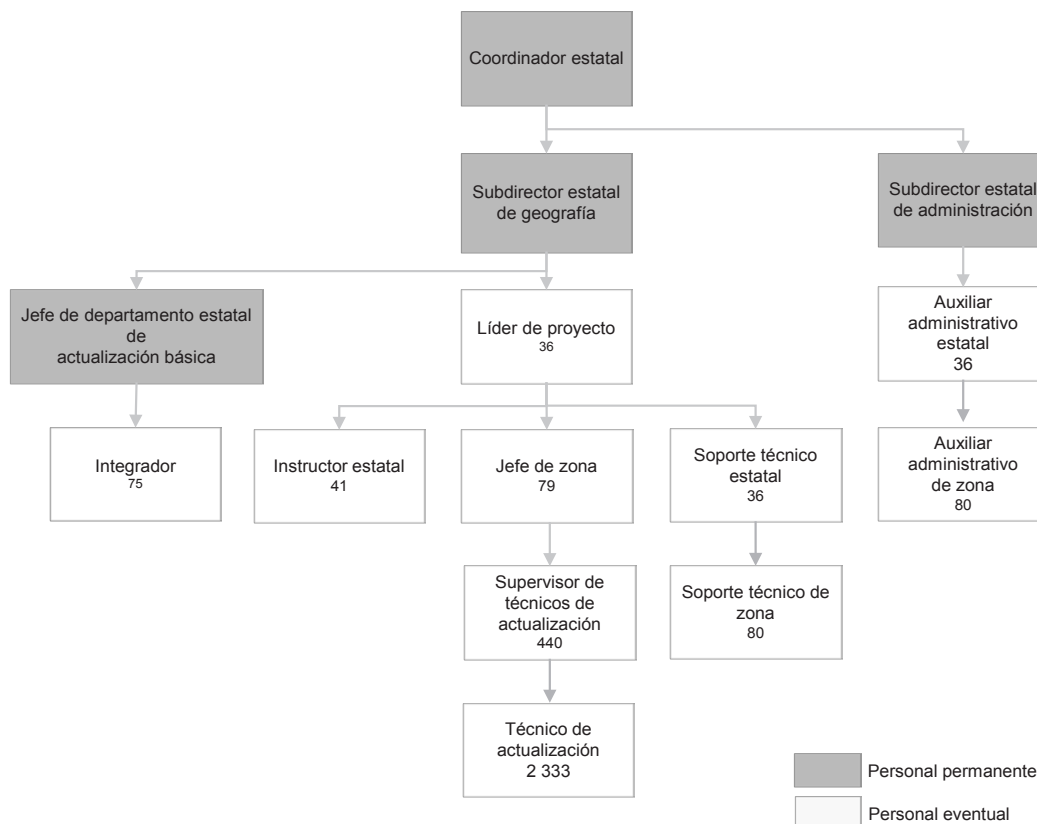 Coordinador estatal
Subdirector estatal
de geografía
Subdirector estatal
de administración
Jefe de departamento estatal
de
actualización básica
Líder de proyecto
36
Auxiliar
administrativo
estatal
36
Integrador
75
Instructor estatal
41
Jefe de zona
79
Soporte técnico
estatal
36
Auxiliar
administrativo
de zona
80
Supervisor de
técnicos de
actualización
440
Soporte técnico de
zona
80
Técnico de
actualización
2 333
Personal permanente
Personal eventual